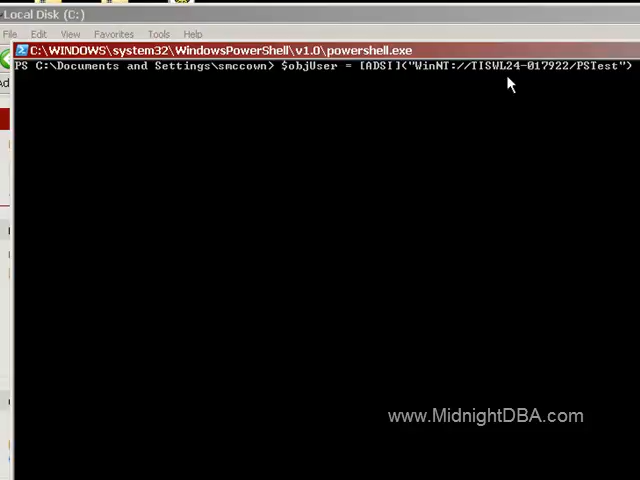 Local Disk (C:)
File Edit View Favorites Tools Help
C:\WINDOWS\system32\WindowsPowerShell\v1.0\powershell.exe
PS C:\Documents and Settings\smccown> $objUser = [ADSI]("WinNT://TISWL24-017922/PSTest")
www.MidnightDBA.com